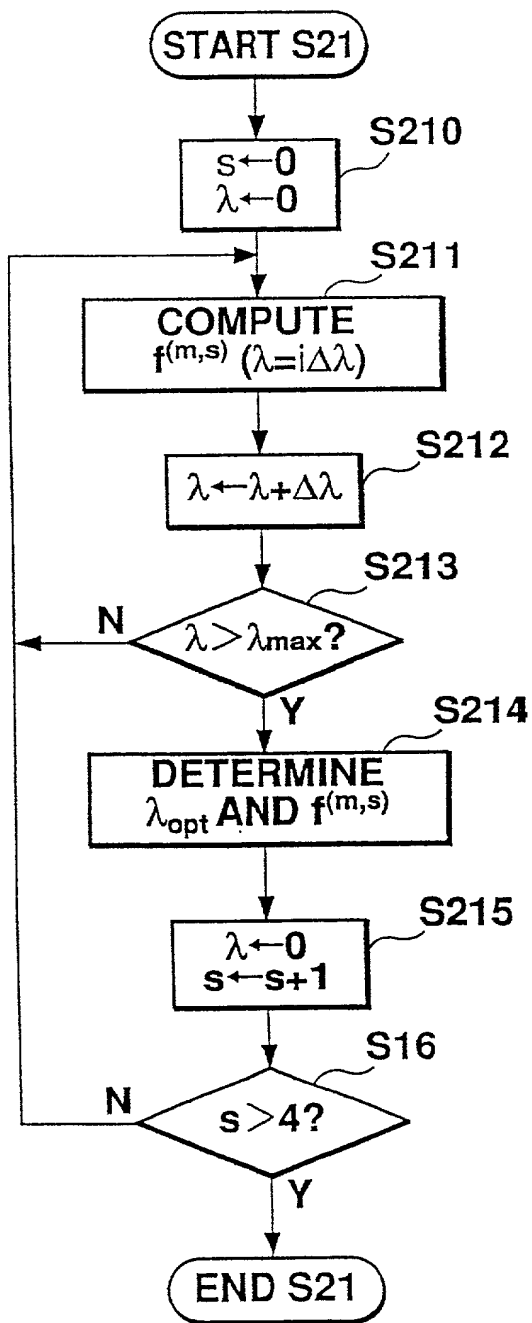 START S21
S210
s←0
λ←0
S211
COMPUTE
f(m,s) (λ=iΔλ)
S212
λ←λ+Δλ
S213
N
λ>λmax?
Y
S214
DETERMINE
λopt AND f(m,s)
S215
λ←0
s←s+1
S16
N
s>4?
Y
END S21